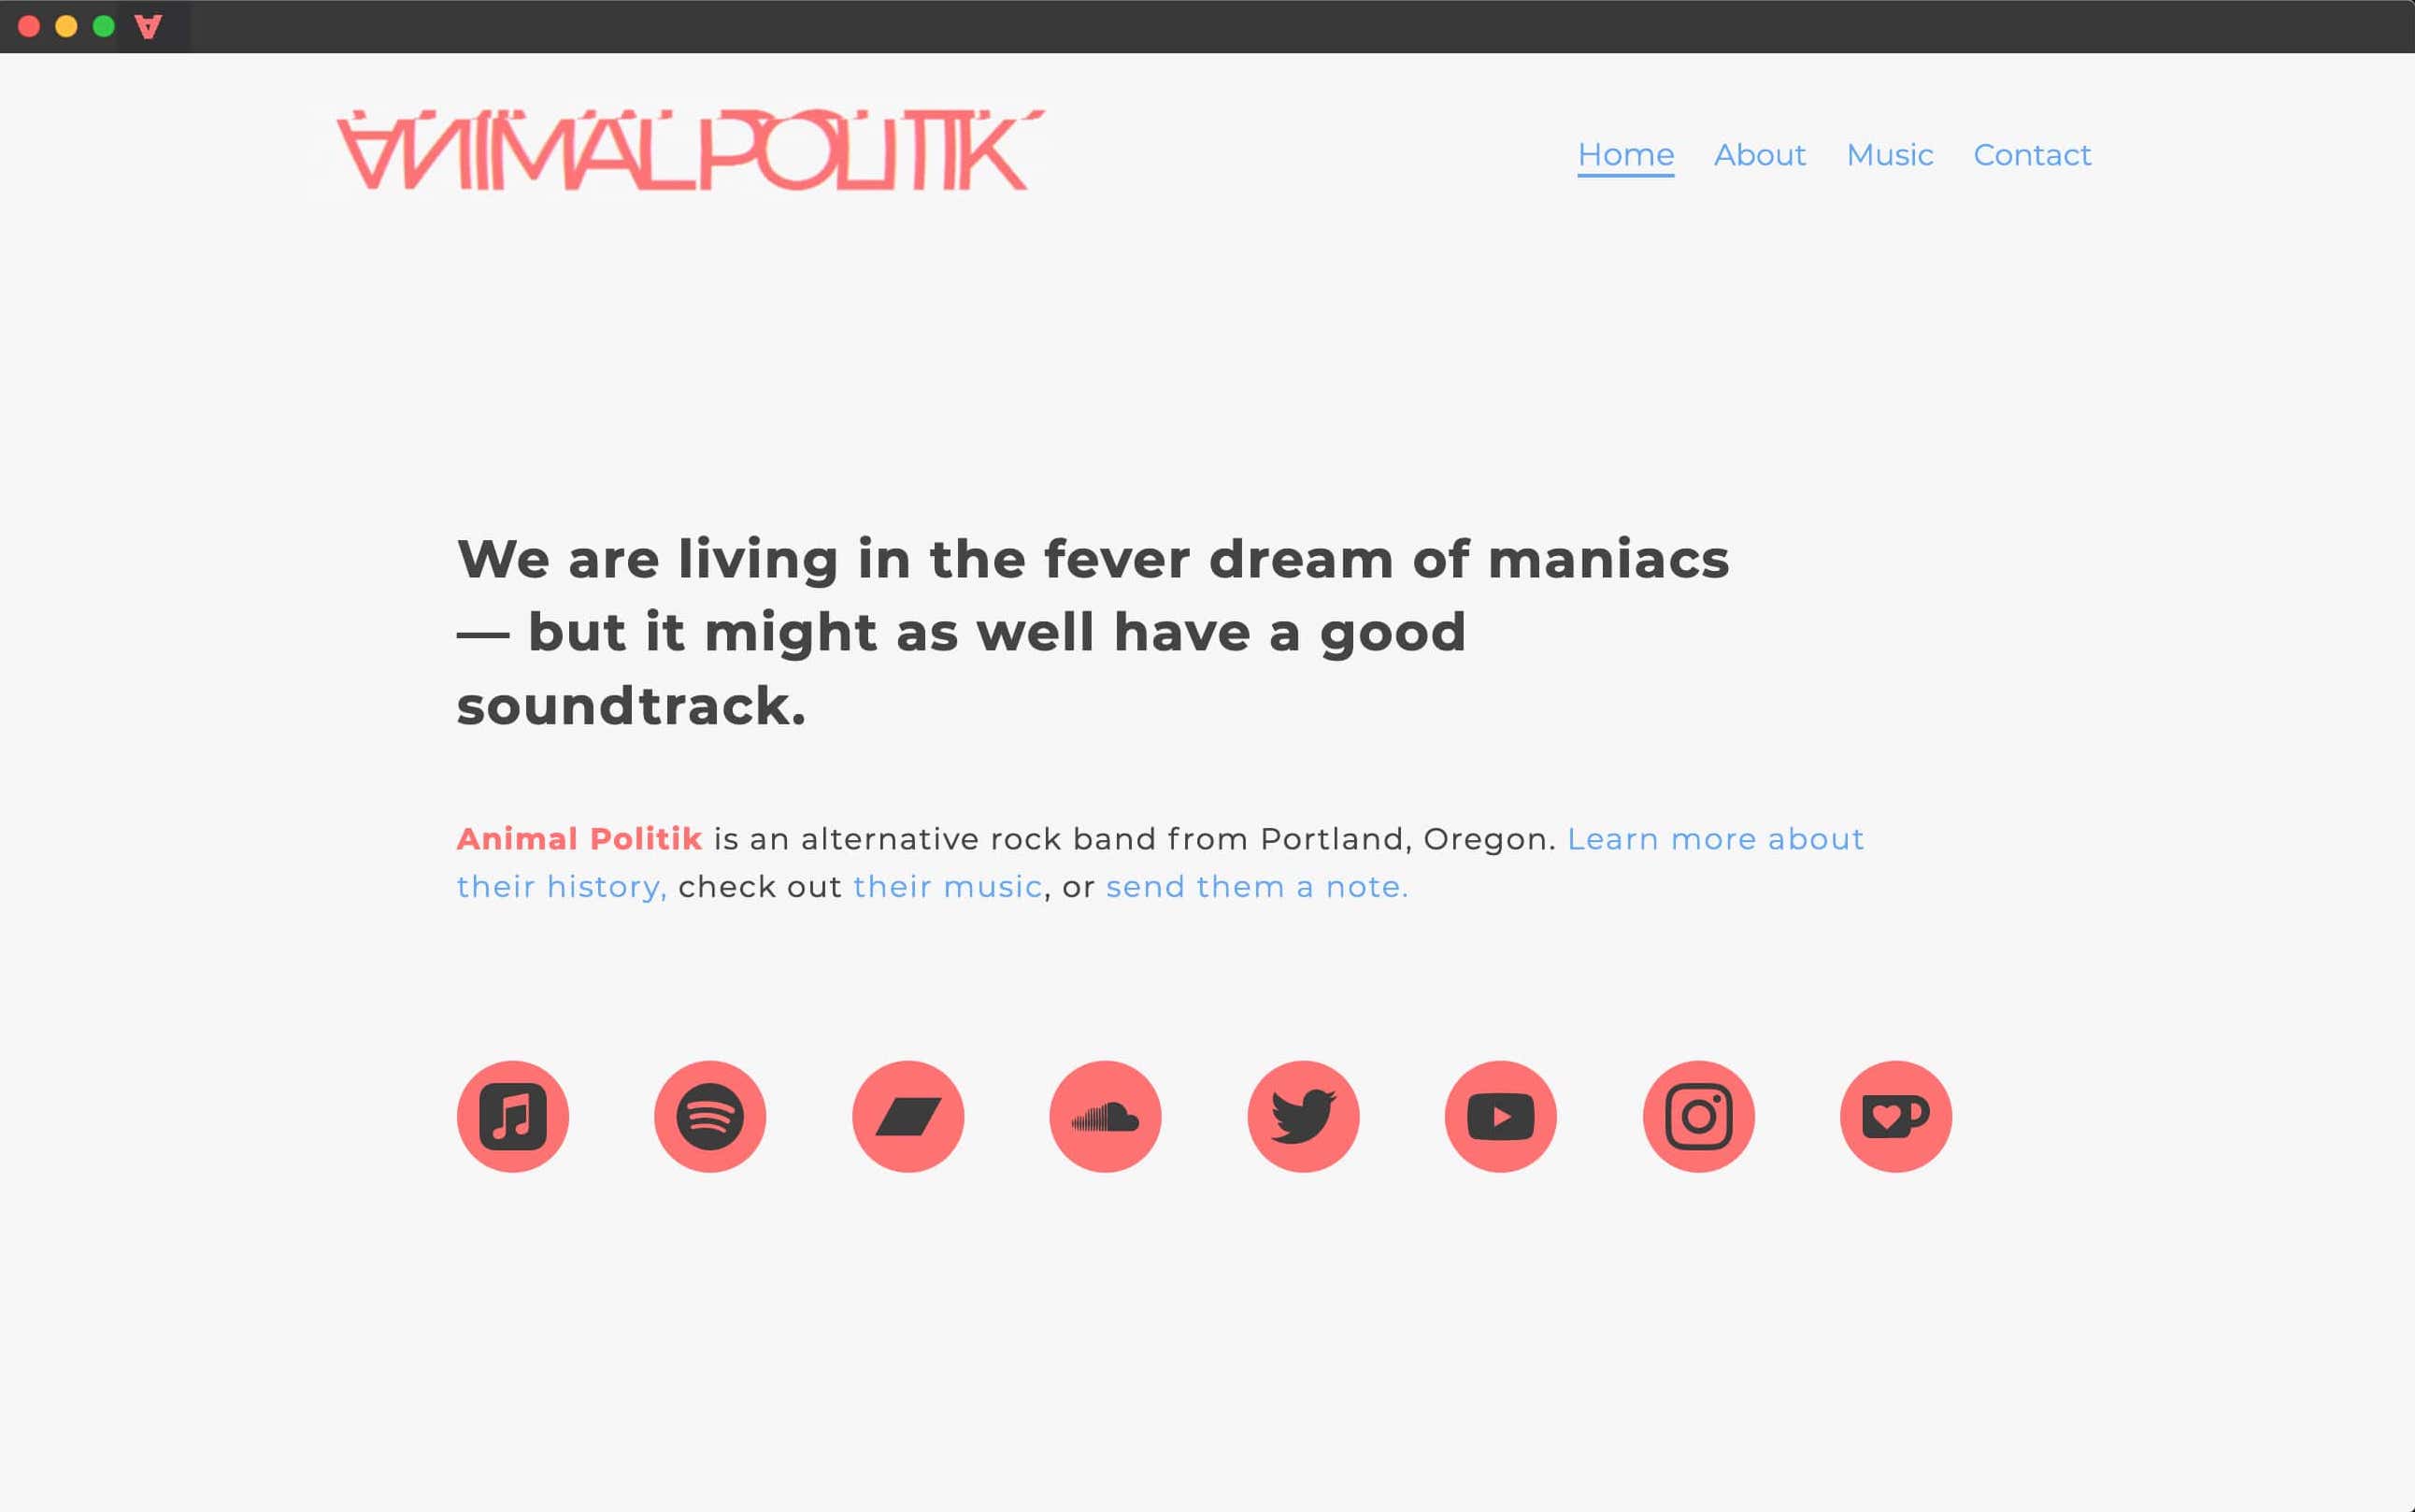 ANIMAL POLITIK
Home About Music Contact
We are living in the fever dream of maniacs
— but it might as well have a good
soundtrack.
Animal Politik is an alternative rock band from Portland, Oregon. Learn more about
their history, check out their music, or send them a note.